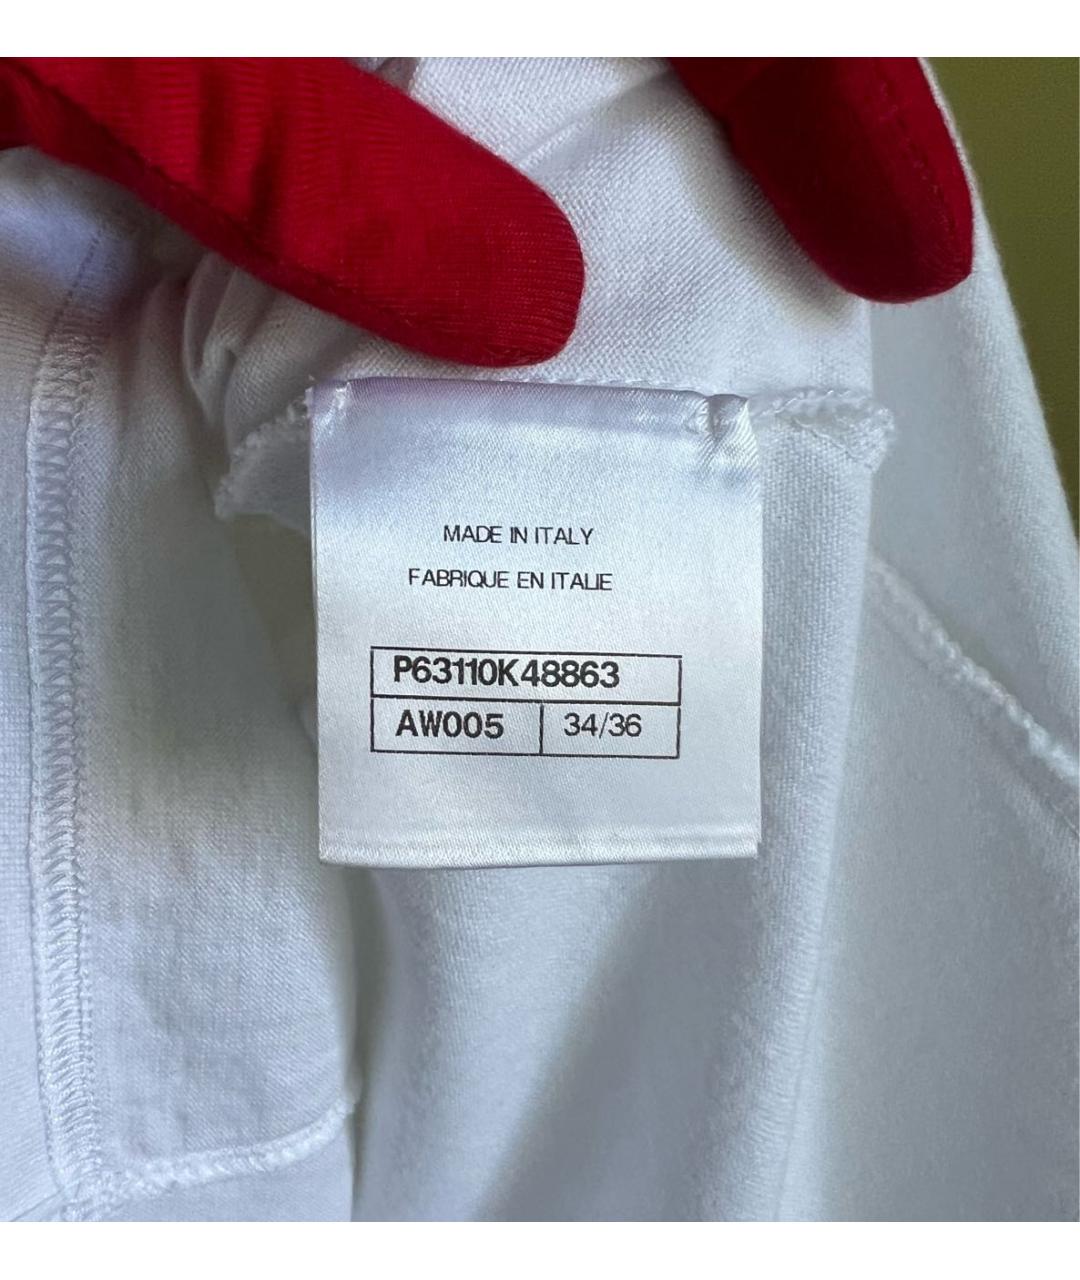 MADE IN ITALY
FABRIQUE EN ITALIE
P63110K48863
AW005 34/36